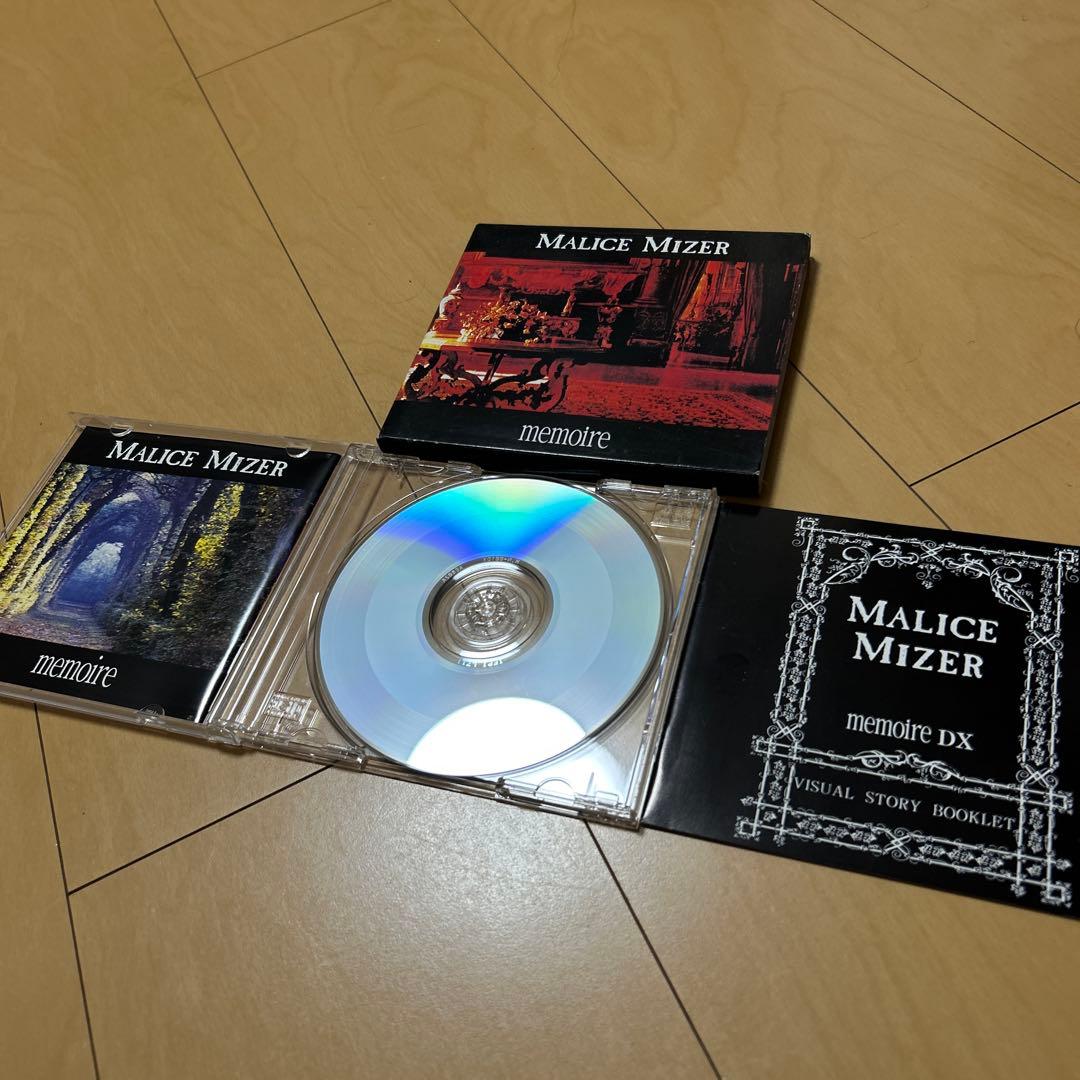 MALICE MIZER
memoire
MALICE MIZER
memoire
MALICE
MIZER
memoire DX
VISUAL STORY BOOKLET